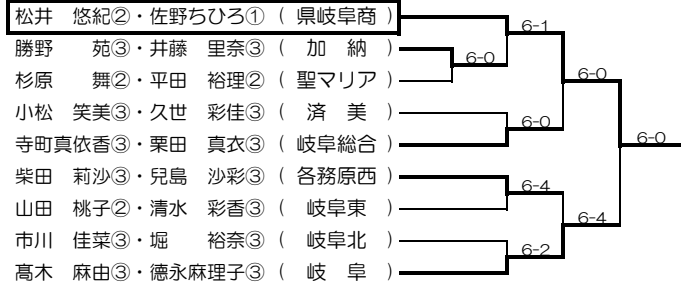 松井　悠紀②・佐野ちひろ①（県岐阜商）
6-1
勝野　　苑③・井藤　里奈③（加　納）
6-0
6-0
杉原　　舞②・平田　裕理②（聖マリア）
小松　笑美③・久世　彩佳③（済　美）
6-0
寺町真依香③・栗田　真衣③（岐阜総合）
6-0
柴田　莉沙③・兒島　沙彩③（各務原西）
6-4
山田　桃子②・清水　彩香③（岐阜東）
6-4
市川　佳菜③・堀　　裕奈③（岐阜北）
6-2
髙木　麻由③・德永麻理子③（岐　阜）